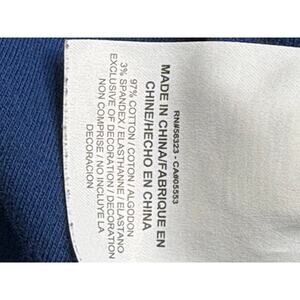 RN#56323 - CA#05553
MADE IN CHINA/FABRIQUE EN
CHINE/HECHO EN CHINA
97% COTTON / COTON / ALGODON
3% SPANDEX / ELASTHANNE / ELASTANO
EXCLUSIVE OF DECORATION / DECORATION
NON COMPRISE / NO INCLUYE LA
DECORACION